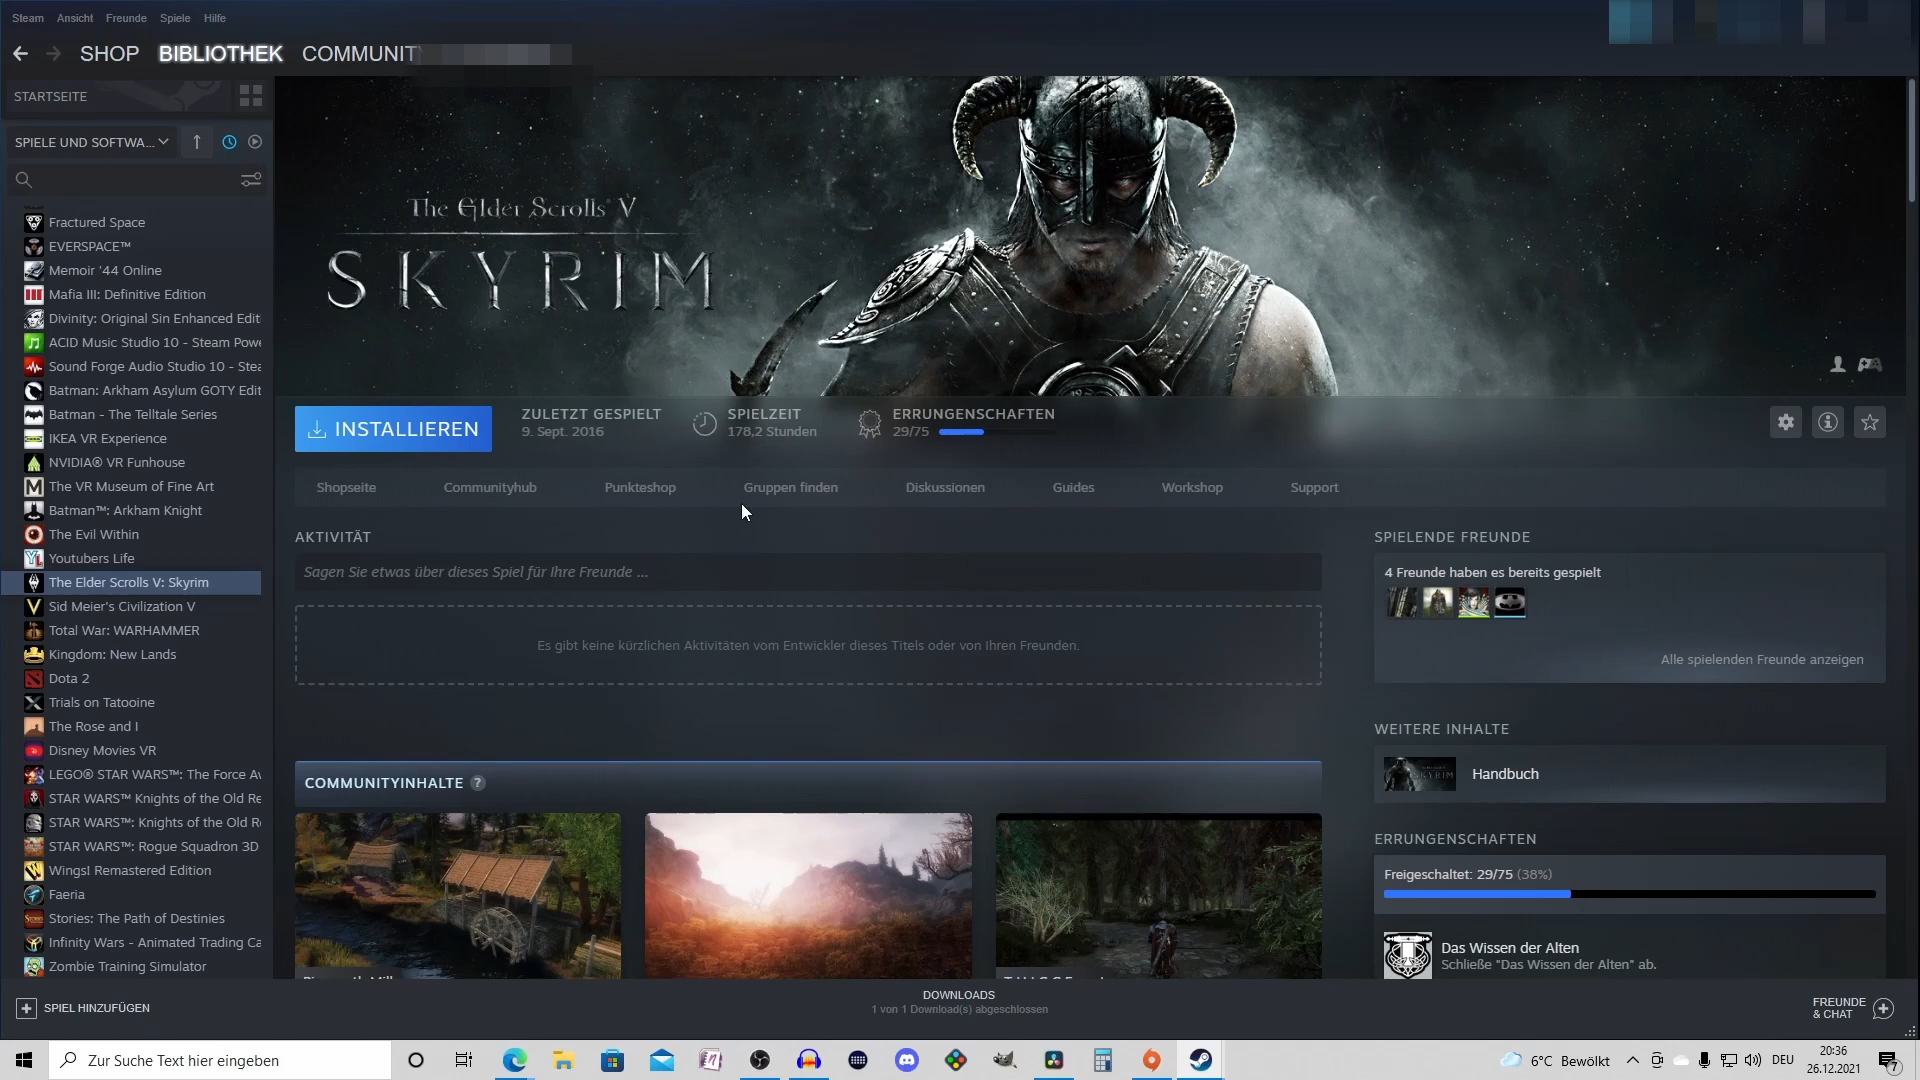 Steam Ansicht Freunde Spiele Hilfe
SHOP BIBLIOTHEK COMMUNITY
STARTSEITE
SPIELE UND SOFTWA...
Fractured Space
EVERSPACE™
Memoir '44 Online
Mafia III: Definitive Edition
Divinity: Original Sin Enhanced Editi
ACID Music Studio 10 - Steam Powe
Sound Forge Audio Studio 10 - Stea
Batman: Arkham Asylum GOTY Edit
Batman - The Telltale Series
IKEA VR Experience
NVIDIA® VR Funhouse
The VR Museum of Fine Art
Batman™: Arkham Knight
The Evil Within
Youtubers Life
The Elder Scrolls V: Skyrim
Sid Meier's Civilization V
Total War: WARHAMMER
Kingdom: New Lands
Dota 2
Trials on Tatooine
The Rose and I
Disney Movies VR
LEGO® STAR WARS™: The Force Aw
STAR WARS™ Knights of the Old Re
STAR WARS™: Knights of the Old Re
STAR WARS™: Rogue Squadron 3D
Wings! Remastered Edition
Faeria
Stories: The Path of Destinies
Infinity Wars - Animated Trading Ca
Zombie Training Simulator
SPIEL HINZUFÜGEN
The Elder Scrolls V
SKYRIM
INSTALLIEREN
ZULETZT GESPIELT
9. Sept. 2016
SPIELZEIT
178,2 Stunden
ERRUNGENSCHAFTEN
29/75
Shopseite Communityhub Punkteshop Gruppen finden Diskussionen Guides Workshop Support
AKTIVITÄT
Sagen Sie etwas über dieses Spiel für Ihre Freunde ...
Es gibt keine kürzlichen Aktivitäten vom Entwickler dieses Titels oder von Ihren Freunden.
COMMUNITYINHALTE ?
SPIELENDE FREUNDE
4 Freunde haben es bereits gespielt
Alle spielenden Freunde anzeigen
WEITERE INHALTE
Handbuch
ERRUNGENSCHAFTEN
Freigeschaltet: 29/75 (38%)
Das Wissen der Alten
Schließe "Das Wissen der Alten" ab.
DOWNLOADS
1 von 1 Download(s) abgeschlossen
FREUNDE
& CHAT
Zur Suche Text hier eingeben
6°C Bewölkt
DEU
20:36
26.12.2021
7